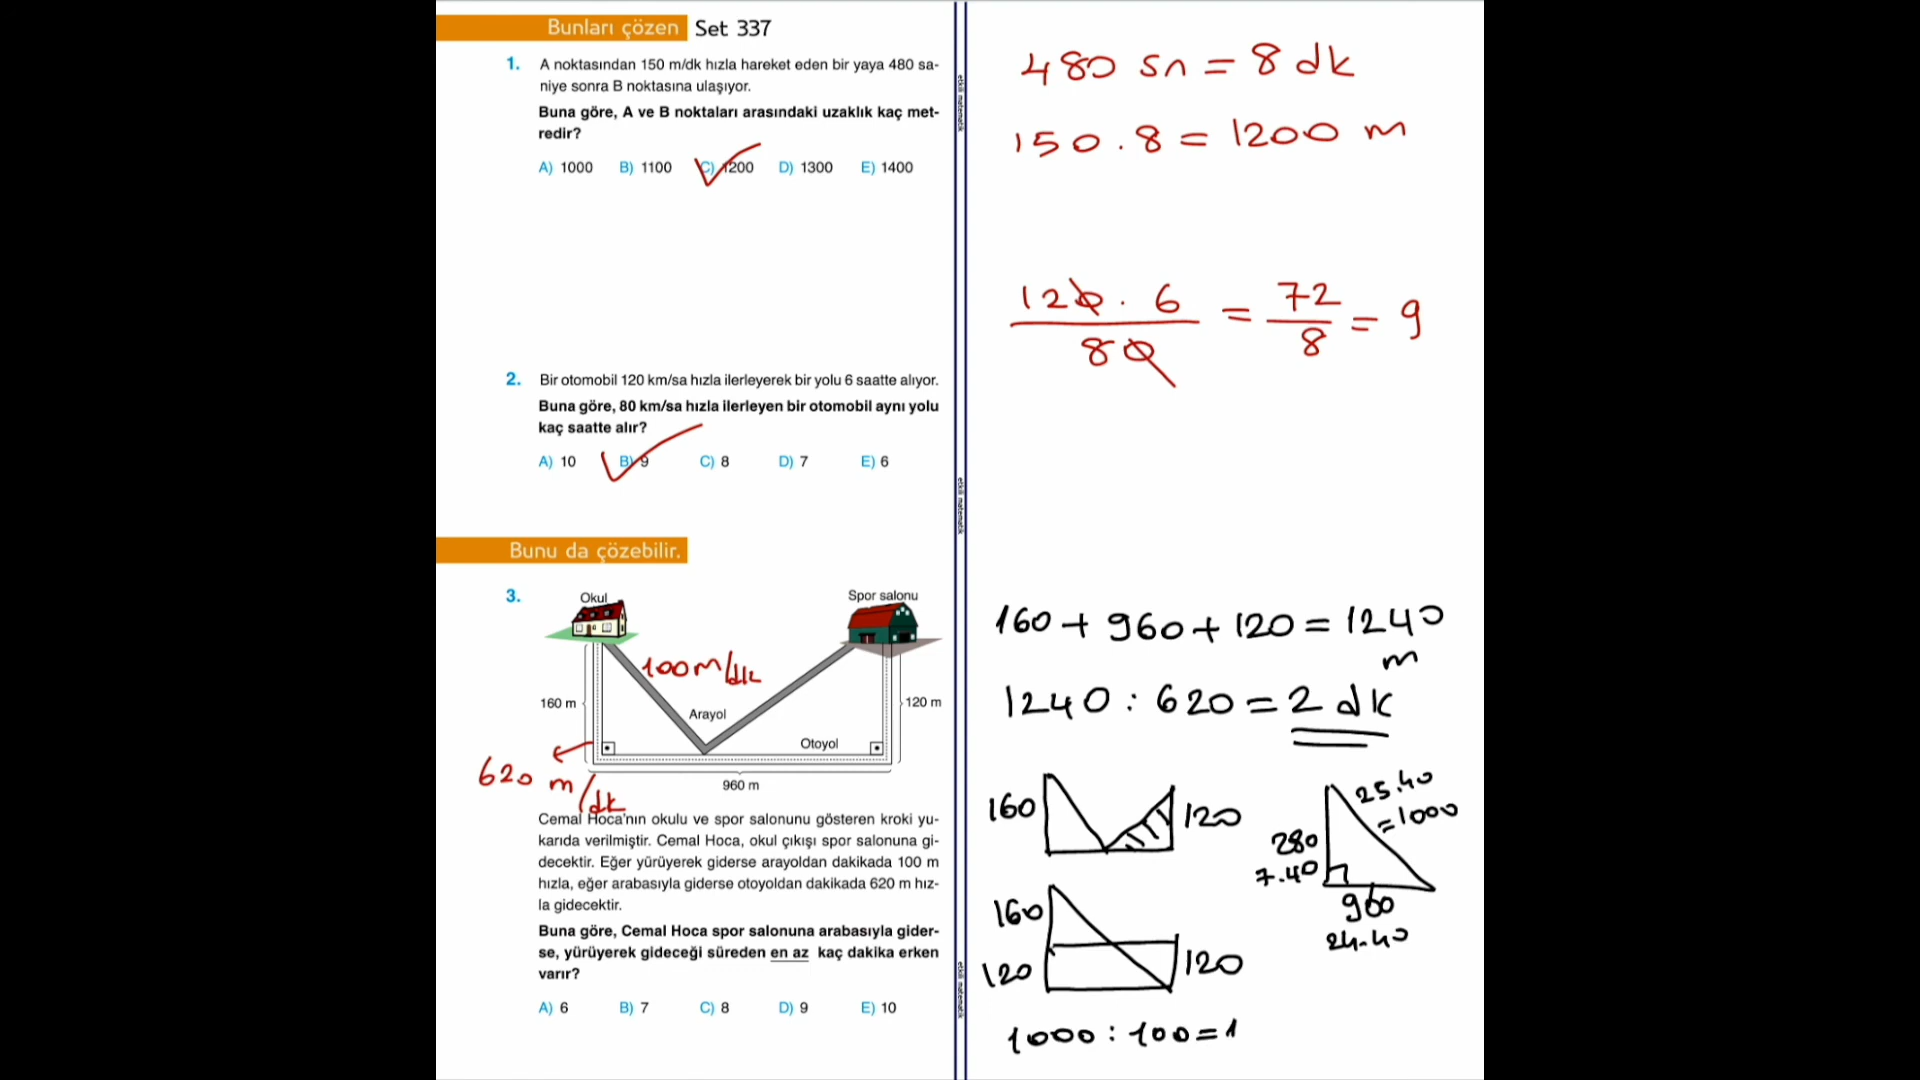 Bunları çözen Set 337
1. A noktasından 150 m/dk hızla hareket eden bir yaya 480 sa-
niye sonra B noktasına ulaşıyor.
Buna göre, A ve B noktaları arasındaki uzaklık kaç met-
redir?
A) 1000 B) 1100 C) 1200 D) 1300 E) 1400
2. Bir otomobil 120 km/sa hızla ilerleyerek bir yolu 6 saatte alıyor.
Buna göre, 80 km/sa hızla ilerleyen bir otomobil aynı yolu
kaç saatte alır?
A) 10 B) 9 C) 8 D) 7 E) 6
Bunu da çözebilir.
3.
Okul
Spor salonu
100m/dk
160 m
120 m
Arayol
Otoyol
620 m/dk
960 m
Cemal Hoca'nın okulu ve spor salonunu gösteren kroki yu-
karıda verilmiştir. Cemal Hoca, okul çıkışı spor salonuna gi-
decektir. Eğer yürüyerek giderse arayoldan dakikada 100 m
hızla, eğer arabasıyla giderse otoyoldan dakikada 620 m hız-
la gidecektir.
Buna göre, Cemal Hoca spor salonuna arabasıyla gider-
se, yürüyerek gideceği süreden en az kaç dakika erken
varır?
A) 6 B) 7 C) 8 D) 9 E) 10
etkili matematik
etkili matematik
etkili matematik
480 sn = 8 dk
150 . 8 = 1200 m
120 . 6 / 80 = 72 / 8 = 9
160 + 960 + 120 = 1240
m
1240 : 620 = 2 dk
160
120
25.40
=1000
280
7.40
960
24.40
160
120
120
1000 : 100 = 1